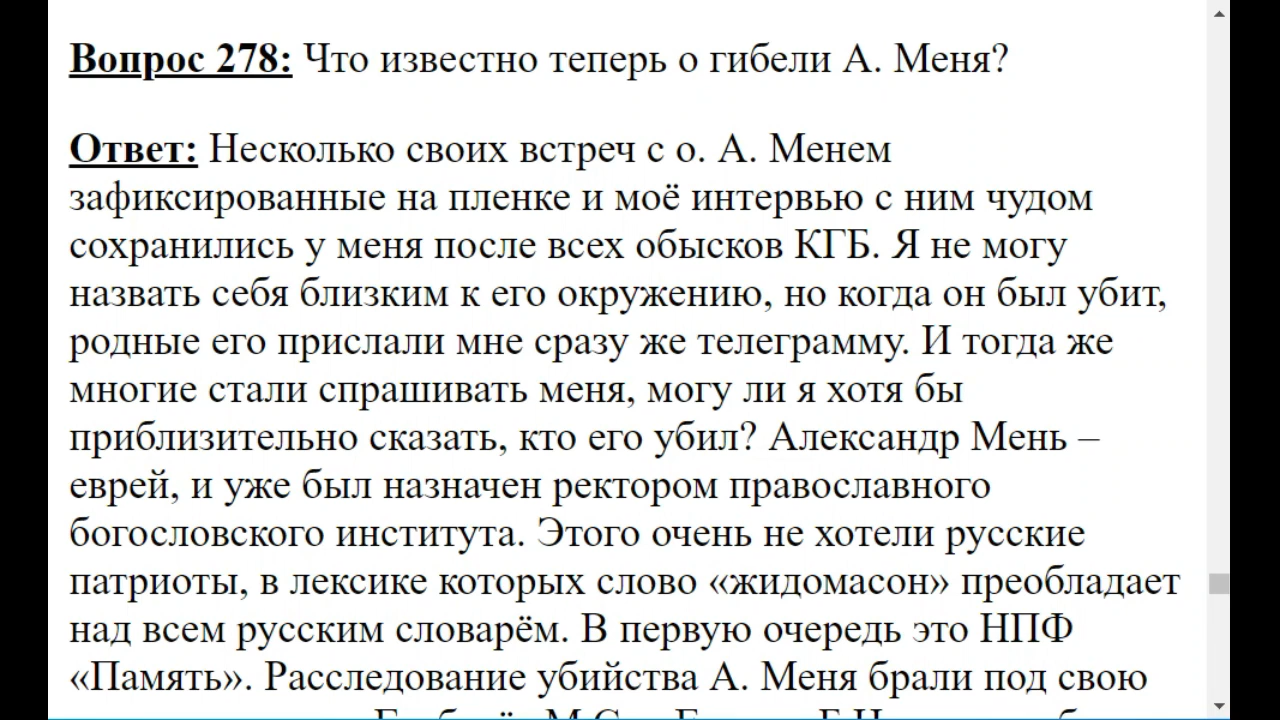 Вопрос 278: Что известно теперь о гибели А. Меня?
Ответ: Несколько своих встреч с о. А. Менем
зафиксированные на пленке и моё интервью с ним чудом
сохранились у меня после всех обысков КГБ. Я не могу
назвать себя близким к его окружению, но когда он был убит,
родные его прислали мне сразу же телеграмму. И тогда же
многие стали спрашивать меня, могу ли я хотя бы
приблизительно сказать, кто его убил? Александр Мень –
еврей, и уже был назначен ректором православного
богословского института. Этого очень не хотели русские
патриоты, в лексике которых слово «жидомасон» преобладает
над всем русским словарём. В первую очередь это НПФ
«Память». Расследование убийства А. Меня брали под свою